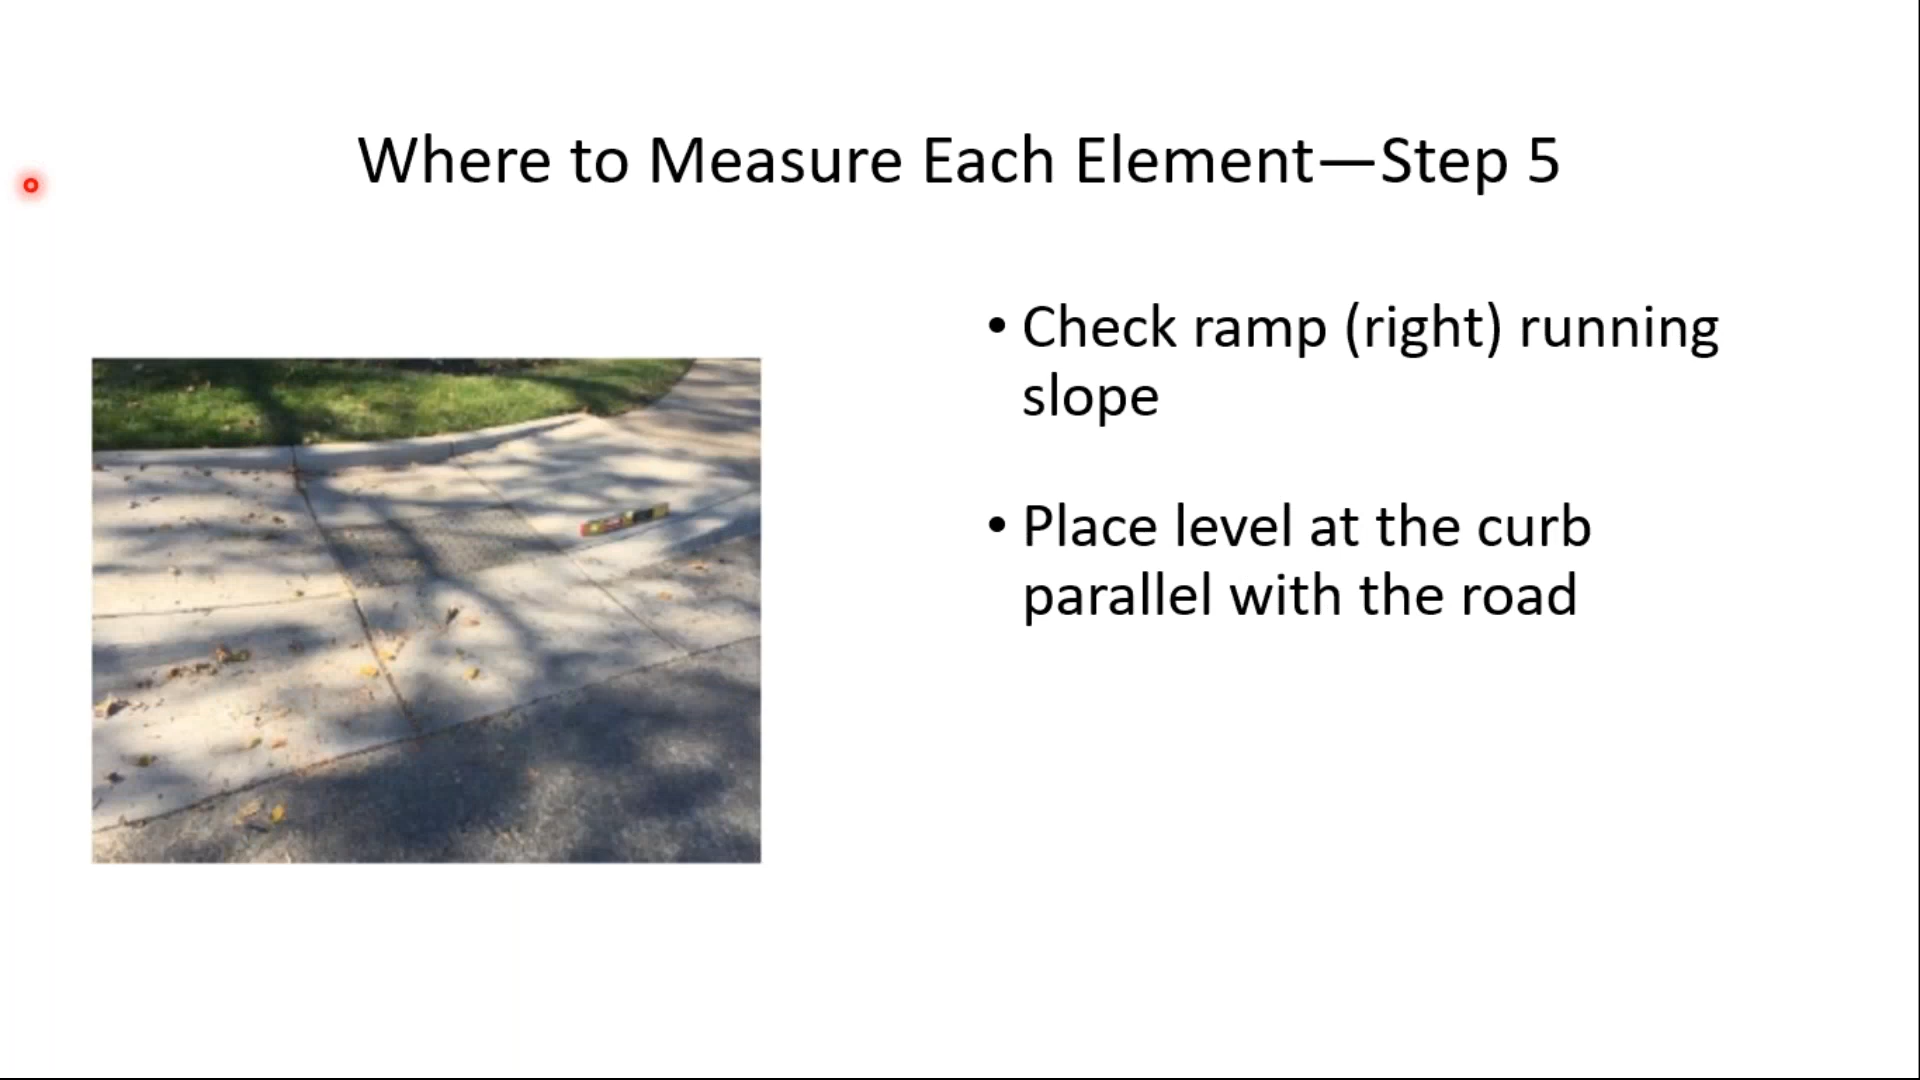 Where to Measure Each Element—Step 5
• Check ramp (right) running
slope
• Place level at the curb
parallel with the road